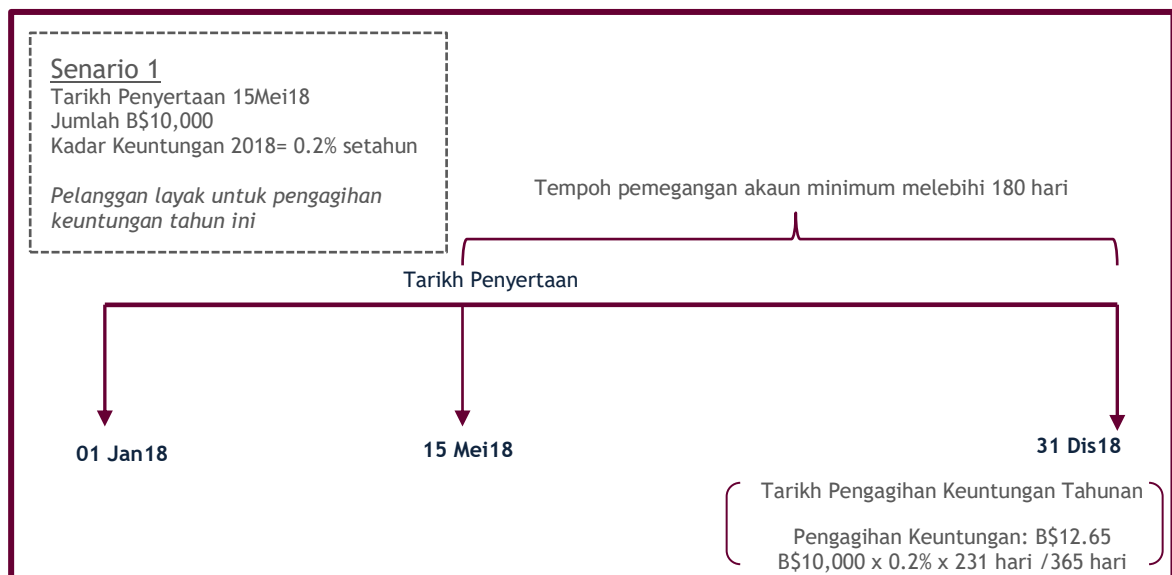 Senario 1
Tarikh Penyertaan 15Mei18
Jumlah B$10,000
Kadar Keuntungan 2018= 0.2% setahun
Pelanggan layak untuk pengagihan
keuntungan tahun ini
Tempoh pemegangan akaun minimum melebihi 180 hari
Tarikh Penyertaan
01 Jan18
15 Mei18
31 Dis18
Tarikh Pengagihan Keuntungan Tahunan
Pengagihan Keuntungan: B$12.65
B$10,000 x 0.2% x 231 hari /365 hari